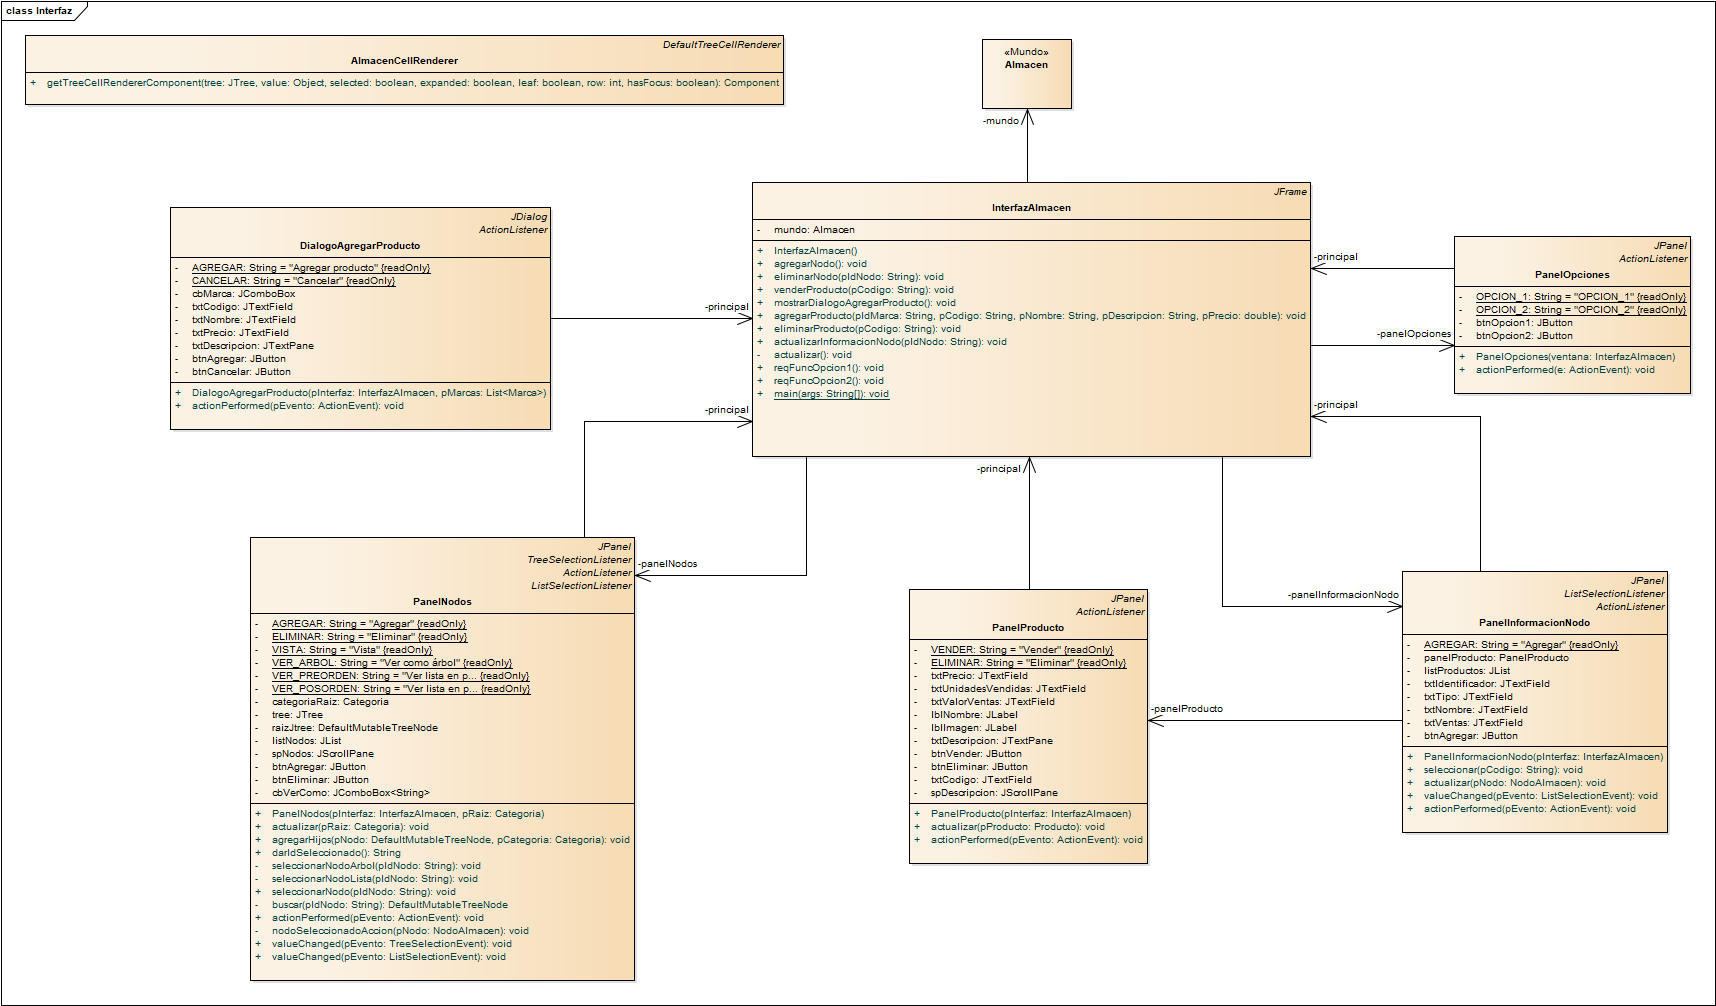 class Interfaz
DefaultTreeCellRenderer
AlmacenCellRenderer
+ getTreeCellRendererComponent(tree: JTree, value: Object, selected: boolean, expanded: boolean, leaf: boolean, row: int, hasFocus: boolean): Component
«Mundo»
Almacen
-mundo
JFrame
InterfazAlmacen
- mundo: Almacen
+ InterfazAlmacen()
+ agregarNodo(): void
+ eliminarNodo(pIdNodo: String): void
+ venderProducto(pCodigo: String): void
+ mostrarDialogoAgregarProducto(): void
+ agregarProducto(pIdMarca: String, pCodigo: String, pNombre: String, pDescripcion: String, pPrecio: double): void
+ eliminarProducto(pCodigo: String): void
+ actualizarInformacionNodo(pIdNodo: String): void
- actualizar(): void
+ reqFuncOpcion1(): void
+ reqFuncOpcion2(): void
+ main(args: String[]): void
JDialog
ActionListener
DialogoAgregarProducto
- AGREGAR: String = "Agregar producto" {readOnly}
- CANCELAR: String = "Cancelar" {readOnly}
- cbMarca: JComboBox
- txtCodigo: JTextField
- txtNombre: JTextField
- txtPrecio: JTextField
- txtDescripcion: JTextPane
- btnAgregar: JButton
- btnCancelar: JButton
+ DialogoAgregarProducto(pInterfaz: InterfazAlmacen, pMarcas: List<Marca>)
+ actionPerformed(pEvento: ActionEvent): void
-principal
-principal
JPanel
ActionListener
PanelOpciones
- OPCION_1: String = "OPCION_1" {readOnly}
- OPCION_2: String = "OPCION_2" {readOnly}
- btnOpcion1: JButton
- btnOpcion2: JButton
+ PanelOpciones(ventana: InterfazAlmacen)
+ actionPerformed(e: ActionEvent): void
-principal
-panelOpciones
-principal
-principal
JPanel
TreeSelectionListener
ActionListener
ListSelectionListener
PanelNodos
- AGREGAR: String = "Agregar" {readOnly}
- ELIMINAR: String = "Eliminar" {readOnly}
- VISTA: String = "Vista" {readOnly}
- VER_ARBOL: String = "Ver como árbol" {readOnly}
- VER_PREORDEN: String = "Ver lista en p... {readOnly}
- VER_POSORDEN: String = "Ver lista en p... {readOnly}
- categoriaRaiz: Categoria
- tree: JTree
- raizJtree: DefaultMutableTreeNode
- listNodos: JList
- spNodos: JScrollPane
- btnAgregar: JButton
- btnEliminar: JButton
- cbVerComo: JComboBox<String>
+ PanelNodos(pInterfaz: InterfazAlmacen, pRaiz: Categoria)
+ actualizar(pRaiz: Categoria): void
+ agregarHijos(pNodo: DefaultMutableTreeNode, pCategoria: Categoria): void
+ darIdSeleccionado(): String
- seleccionarNodoArbol(pIdNodo: String): void
- seleccionarNodoLista(pIdNodo: String): void
+ seleccionarNodo(pIdNodo: String): void
- buscar(pIdNodo: String): DefaultMutableTreeNode
+ actionPerformed(pEvento: ActionEvent): void
- nodoSeleccionadoAccion(pNodo: NodoAlmacen): void
+ valueChanged(pEvento: TreeSelectionEvent): void
+ valueChanged(pEvento: ListSelectionEvent): void
-panelNodos
JPanel
ActionListener
PanelProducto
- VENDER: String = "Vender" {readOnly}
- ELIMINAR: String = "Eliminar" {readOnly}
- txtPrecio: JTextField
- txtUnidadesVendidas: JTextField
- txtValorVentas: JTextField
- lblNombre: JLabel
- lblImagen: JLabel
- txtDescripcion: JTextPane
- btnVender: JButton
- btnEliminar: JButton
- txtCodigo: JTextField
- spDescripcion: JScrollPane
+ PanelProducto(pInterfaz: InterfazAlmacen)
+ actualizar(pProducto: Producto): void
+ actionPerformed(pEvento: ActionEvent): void
-panelProducto
-panelInformacionNodo
JPanel
ListSelectionListener
ActionListener
PanelInformacionNodo
- AGREGAR: String = "Agregar" {readOnly}
- panelProducto: PanelProducto
- listProductos: JList
- txtIdentificador: JTextField
- txtTipo: JTextField
- txtNombre: JTextField
- txtVentas: JTextField
- btnAgregar: JButton
+ PanelInformacionNodo(pInterfaz: InterfazAlmacen)
+ seleccionar(pCodigo: String): void
+ actualizar(pNodo: NodoAlmacen): void
+ valueChanged(pEvento: ListSelectionEvent): void
+ actionPerformed(pEvento: ActionEvent): void